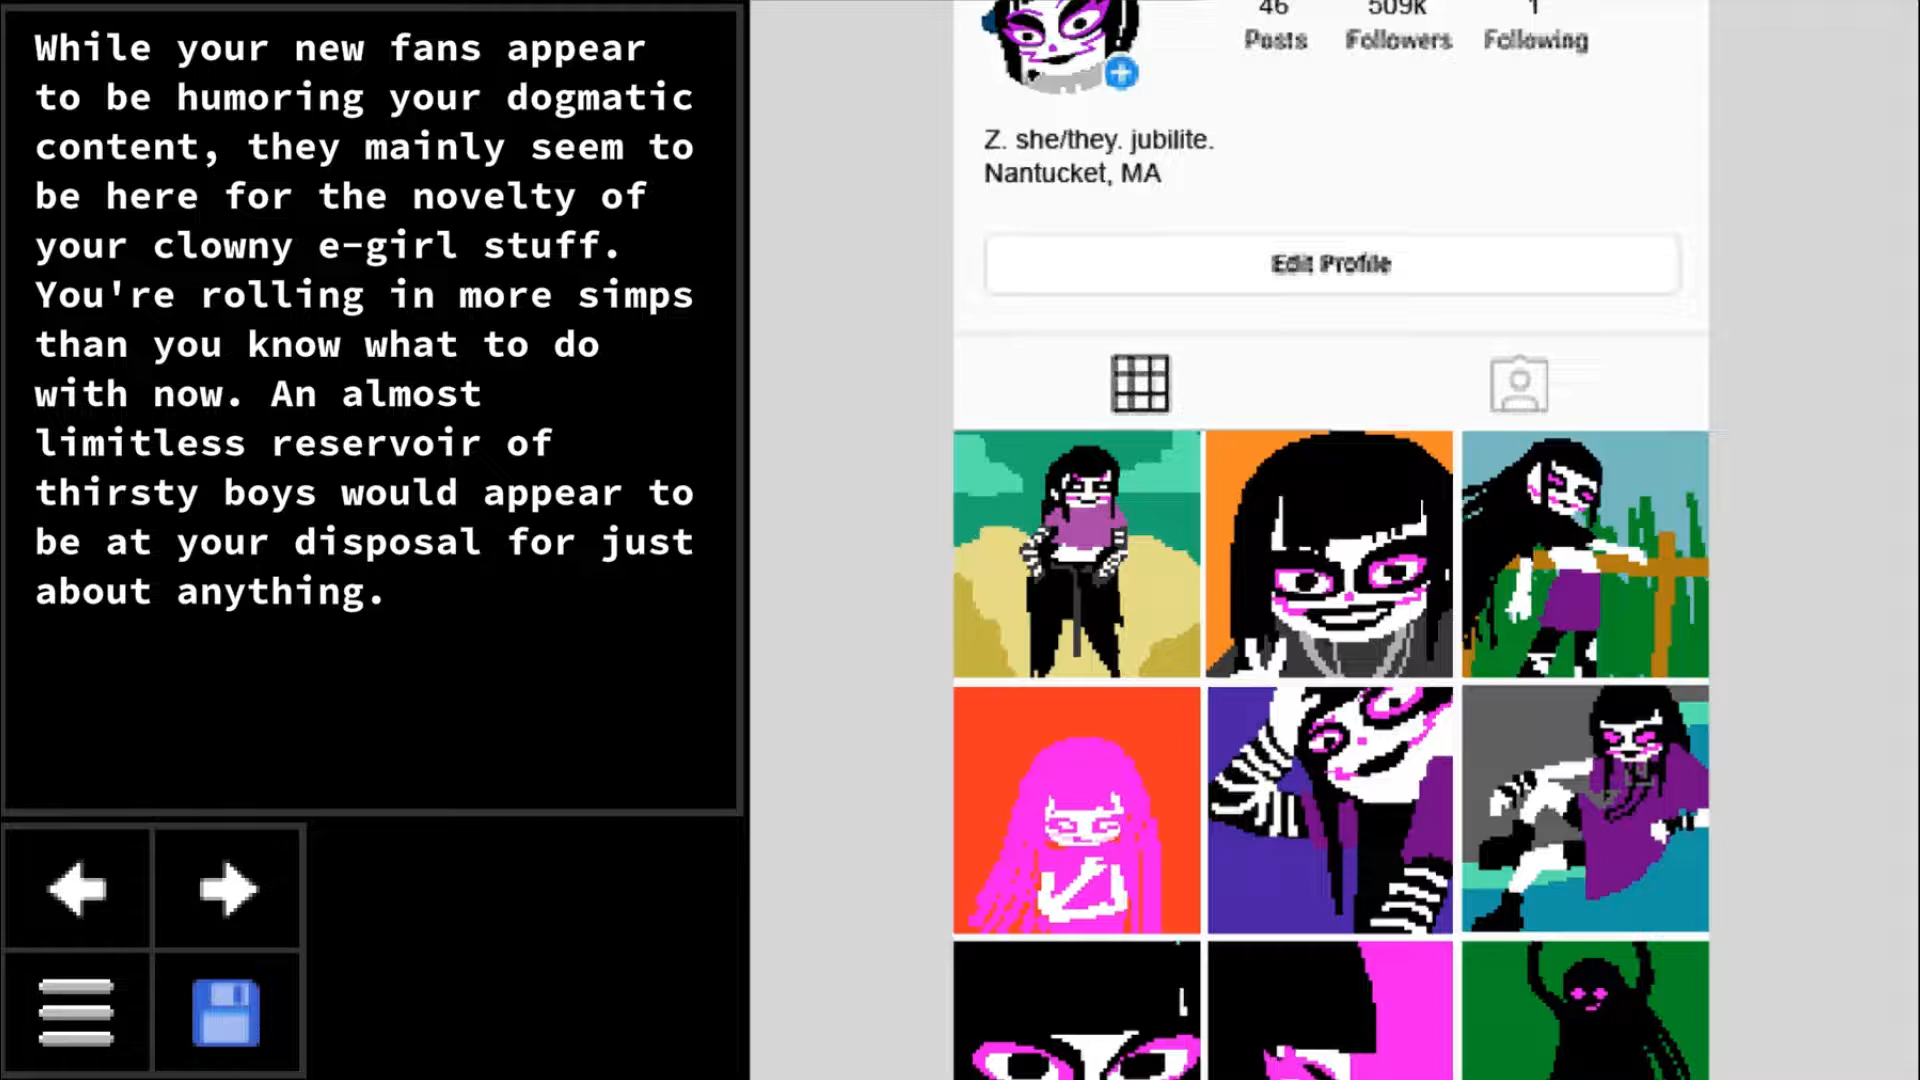 While your new fans appear
to be humoring your dogmatic
content, they mainly seem to
be here for the novelty of
your clowny e-girl stuff.
You're rolling in more simps
than you know what to do
with now. An almost
limitless reservoir of
thirsty boys would appear to
be at your disposal for just
about anything.
46 509k 1
Posts Followers Following
Z. she/they. jubilite.
Nantucket, MA
Edit Profile